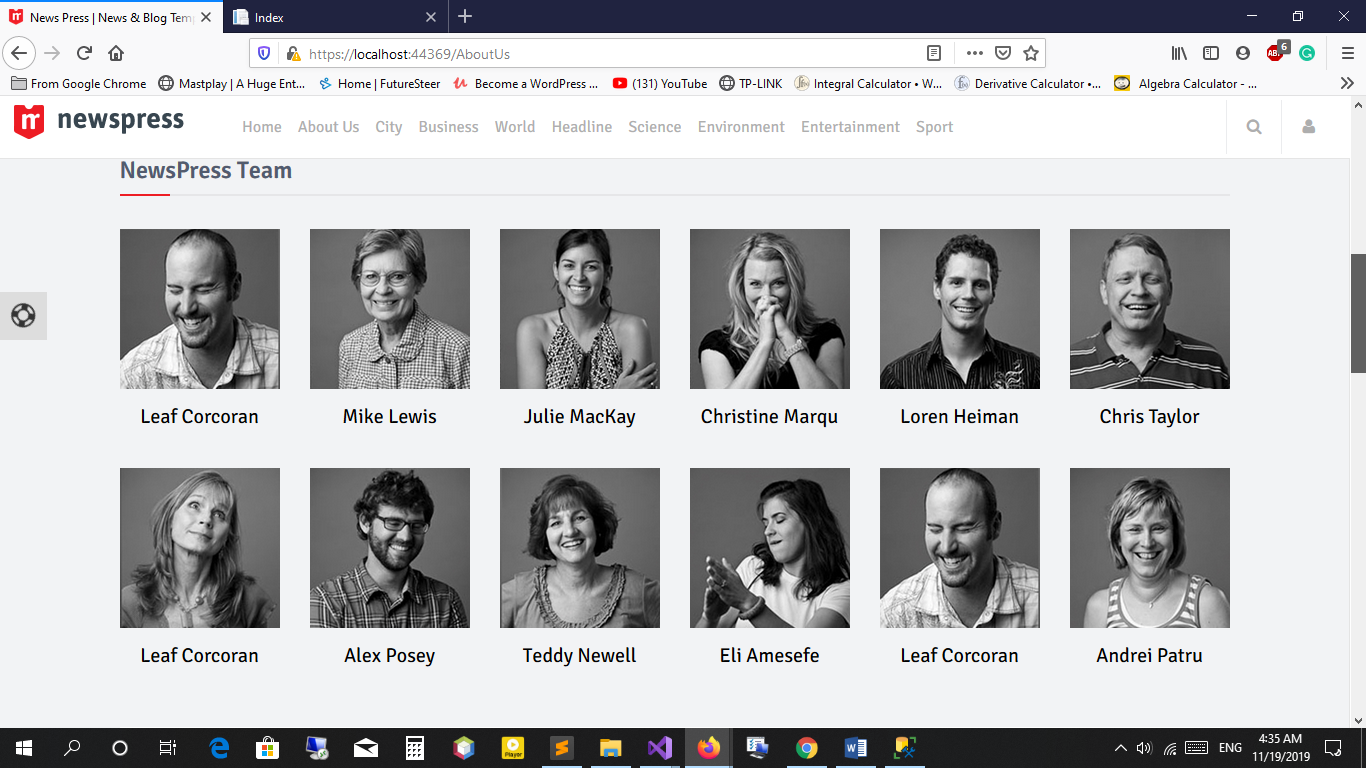 News Press | News & Blog Tem
Index
https://localhost:44369/AboutUs
6
From Google Chrome
Mastplay | A Huge Ent...
Home | FutureSteer
Become a WordPress ...
(131) YouTube
TP-LINK
Integral Calculator • W...
Derivative Calculator •...
Algebra Calculator - ...
newspress
Home About Us City Business World Headline Science Environment Entertainment Sport
NewsPress Team
Leaf Corcoran Mike Lewis Julie MacKay Christine Marqu Loren Heiman Chris Taylor
Leaf Corcoran Alex Posey Teddy Newell Eli Amesefe Leaf Corcoran Andrei Patru
Player
ENG
4:35 AM
11/19/2019